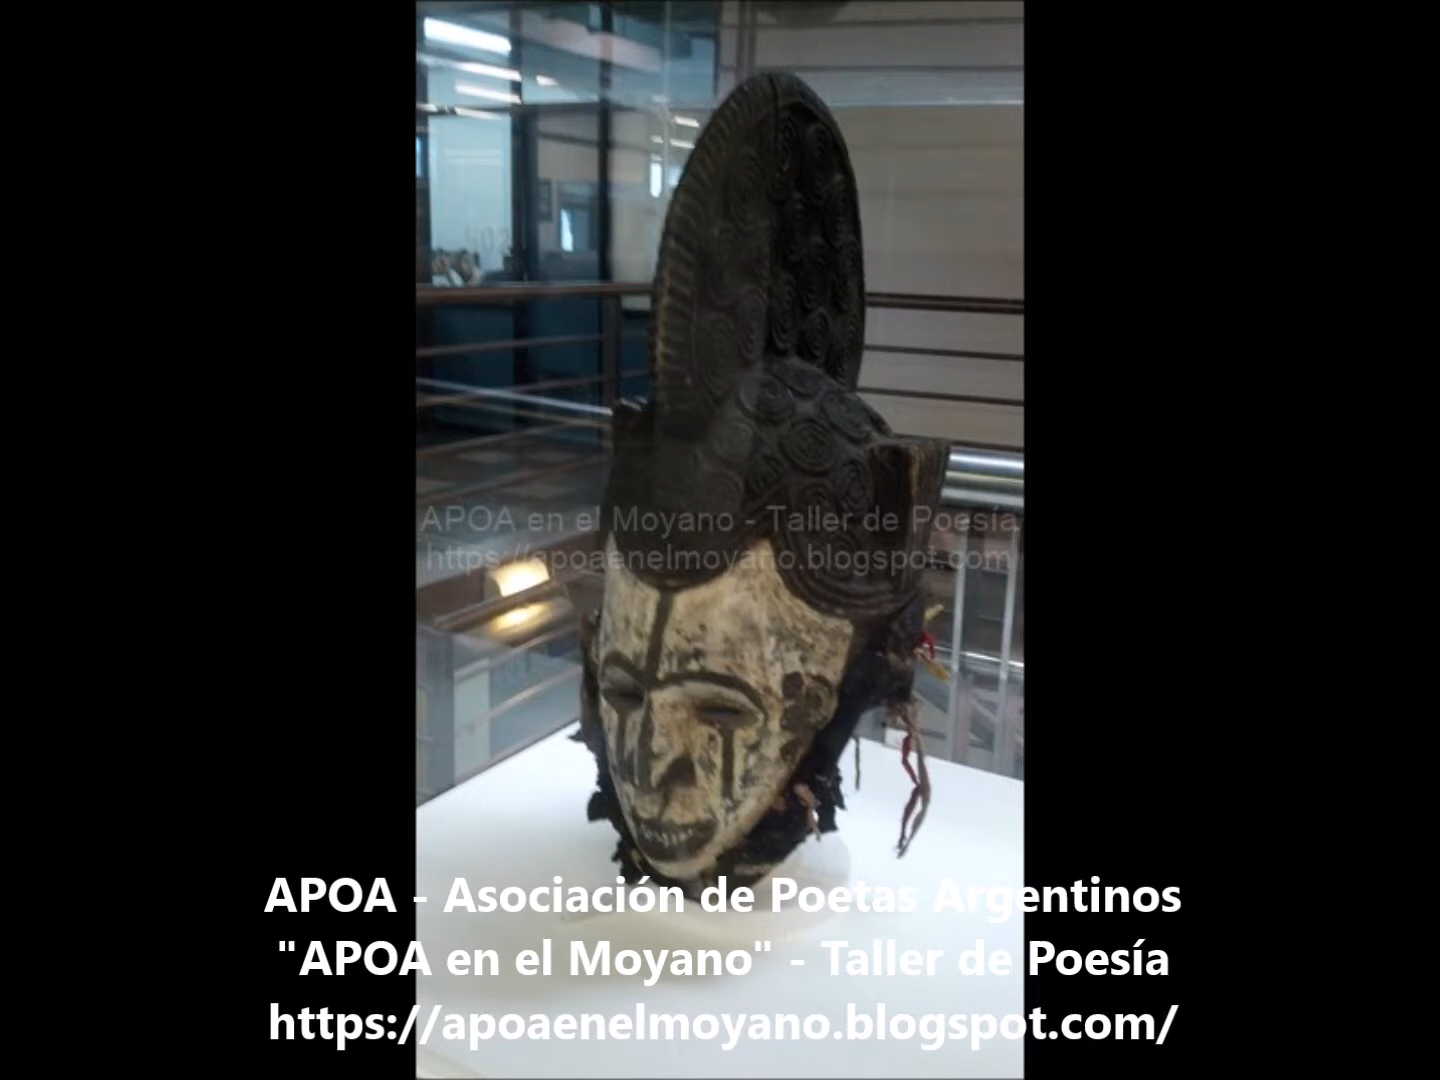 APOA en el Moyano - Taller de Poesía
https://apoaenelmoyano.blogspot.com
APOA - Asociación de Poetas Argentinos
"APOA en el Moyano" - Taller de Poesía
https://apoaenelmoyano.blogspot.com/